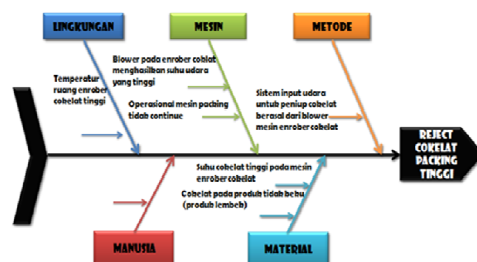 LINGKUNGAN
MESIN
METODE
Temperatur
ruang enrober
cokelat tinggi
Blower pada enrober coblat
menghasilkan suhu udara
yang tinggi
Operasional mesin packing
tidak continue
Sistem input udara
untuk peniup cokelat
berasal dari blower
mesin enrober cokelat
REJECT
COKELAT
PACKING
TINGGI
Suhu cokelat tinggi pada mesin
enrober cokelat
Cokelat pada produk tidak beku
(produk lembek)
MANUSIA
MATERIAL